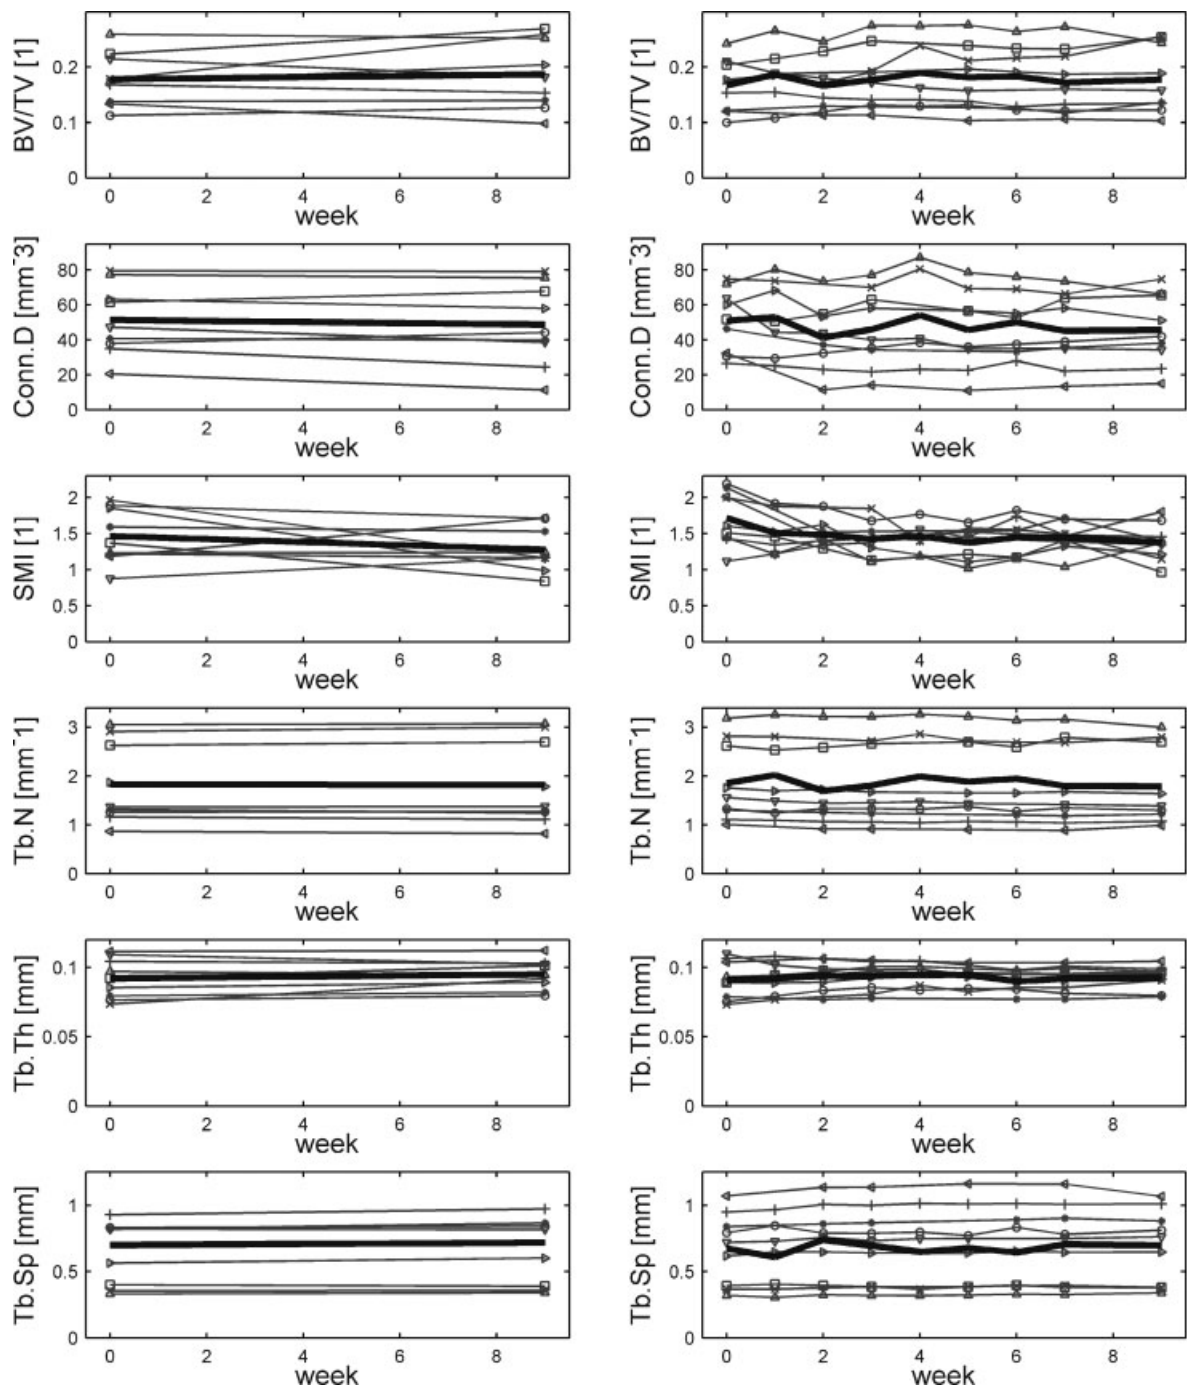 BV/TV [1]
0.2
0.1
0
0 2 4 6 8
week
BV/TV [1]
0.2
0.1
0
0 2 4 6 8
week
Conn.D [mm^-3]
80
60
40
20
0
0 2 4 6 8
week
Conn.D [mm^-3]
80
60
40
20
0
0 2 4 6 8
week
SMI [1]
2
1.5
1
0.5
0
0 2 4 6 8
week
SMI [1]
2
1.5
1
0.5
0
0 2 4 6 8
week
Tb.N [mm^-1]
3
2
1
0
0 2 4 6 8
week
Tb.N [mm^-1]
3
2
1
0
0 2 4 6 8
week
Tb.Th [mm]
0.1
0.05
0
0 2 4 6 8
week
Tb.Th [mm]
0.1
0.05
0
0 2 4 6 8
week
Tb.Sp [mm]
1
0.5
0
0 2 4 6 8
week
Tb.Sp [mm]
1
0.5
0
0 2 4 6 8
week